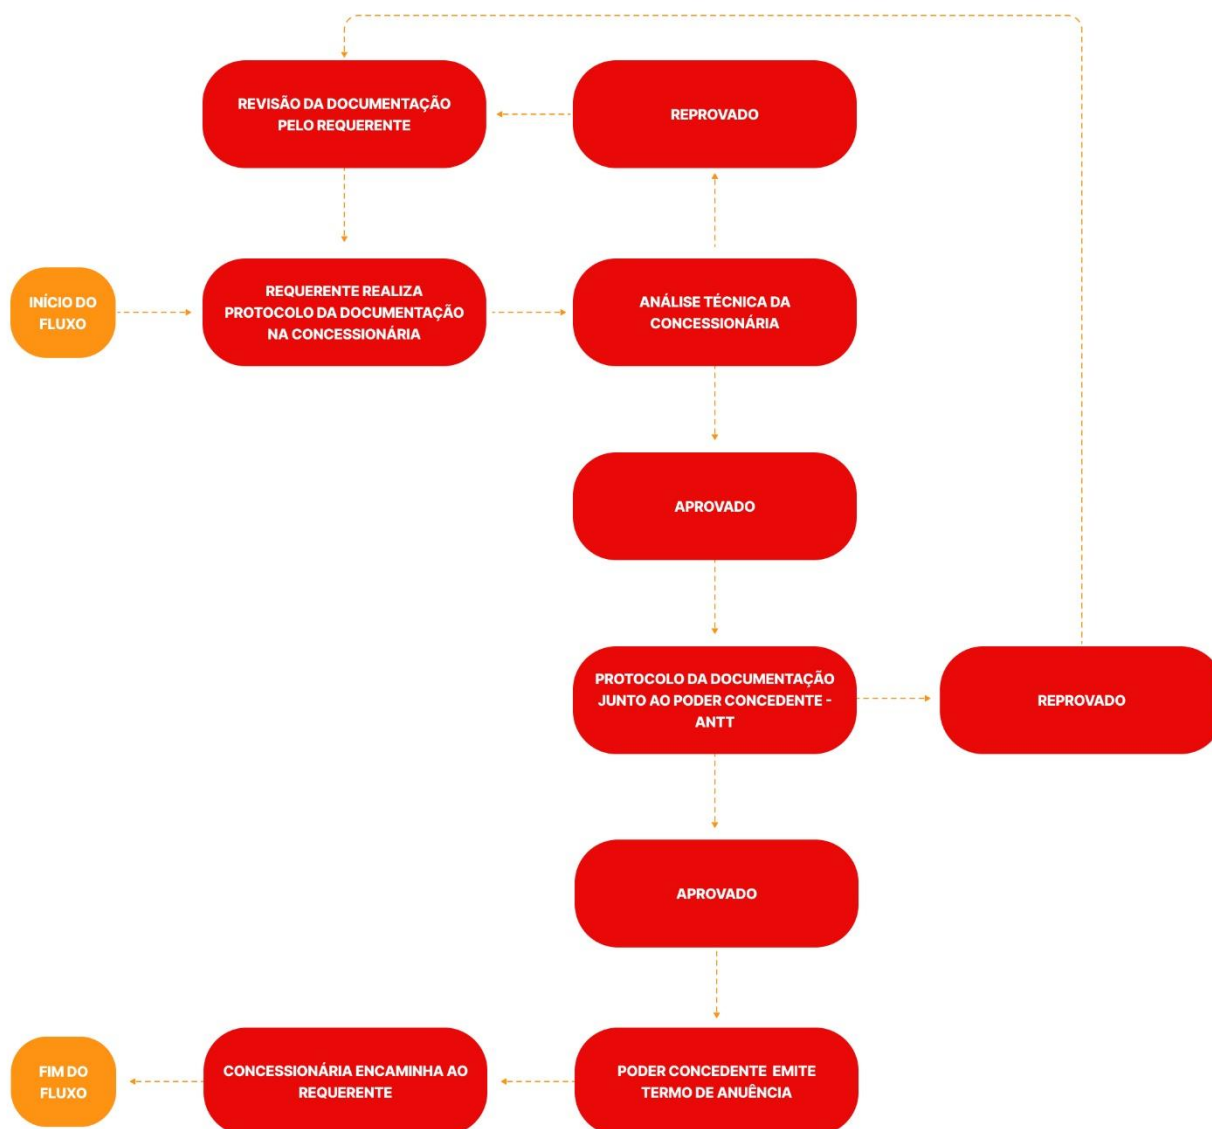 REVISÃO DA DOCUMENTAÇÃO
PELO REQUERENTE
REPROVADO
INÍCIO DO
FLUXO
REQUERENTE REALIZA
PROTOCOLO DA DOCUMENTAÇÃO
NA CONCESSIONÁRIA
ANÁLISE TÉCNICA DA
CONCESSIONÁRIA
APROVADO
PROTOCOLO DA DOCUMENTAÇÃO
JUNTO AO PODER CONCEDENTE -
ANTT
REPROVADO
APROVADO
FIM DO
FLUXO
CONCESSIONÁRIA ENCAMINHA AO
REQUERENTE
PODER CONCEDENTE EMITE
TERMO DE ANUÊNCIA